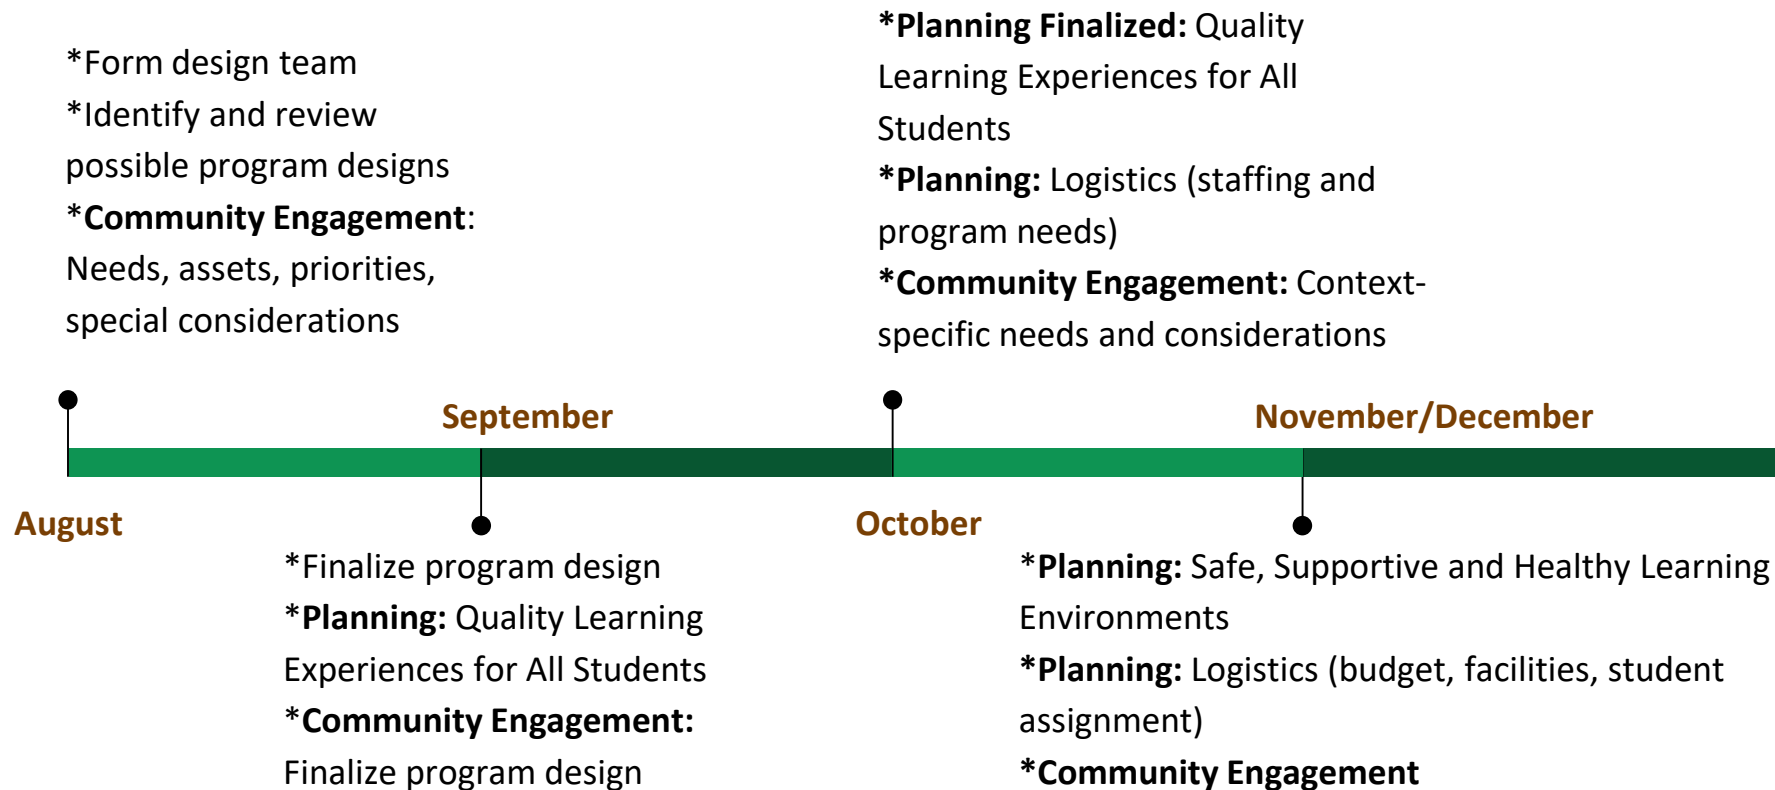 *Form design team
*Identify and review
possible program designs
*Community Engagement:
Needs, assets, priorities,
special considerations
*Planning Finalized: Quality
Learning Experiences for All
Students
*Planning: Logistics (staffing and
program needs)
*Community Engagement: Context-
specific needs and considerations
September
November/December
August
October
*Finalize program design
*Planning: Quality Learning
Experiences for All Students
*Community Engagement:
Finalize program design
*Planning: Safe, Supportive and Healthy Learning
Environments
*Planning: Logistics (budget, facilities, student
assignment)
*Community Engagement